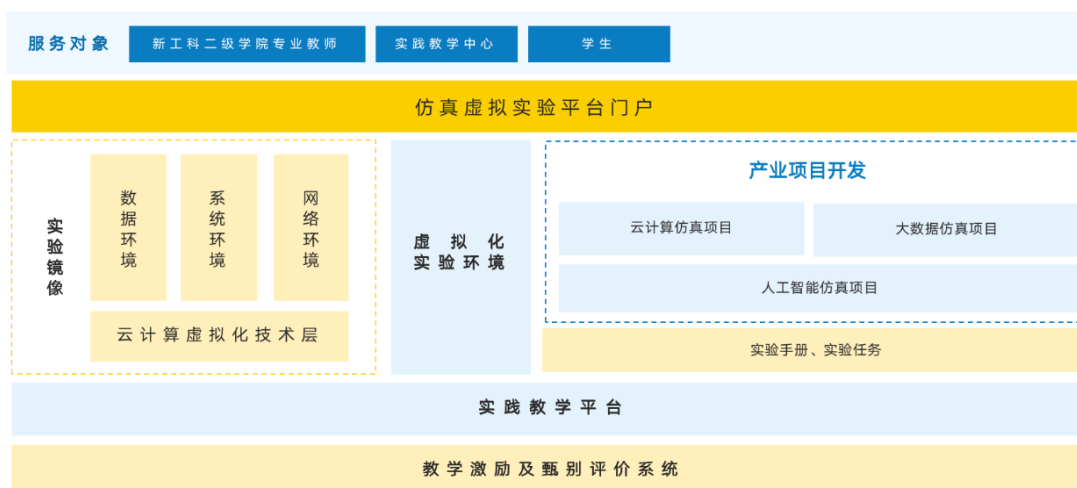 服务对象
新工科二级学院专业教师
实践教学中心
学生
仿真虚拟实验平台门户
实验镜像
数据环境
系统环境
网络环境
云计算虚拟化技术层
虚拟化
实验环境
产业项目开发
云计算仿真项目
大数据仿真项目
人工智能仿真项目
实验手册、实验任务
实践教学平台
教学激励及甄别评价系统